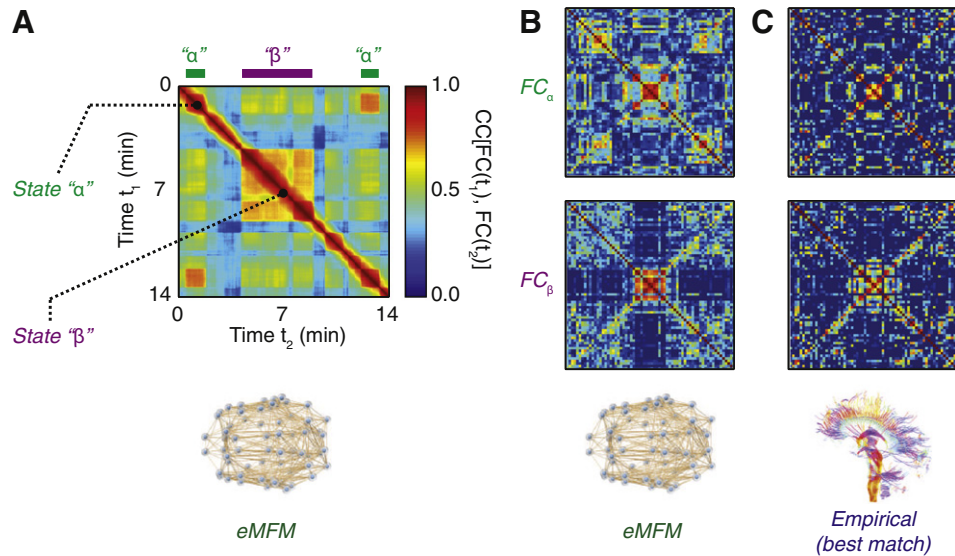 A
B
C
“α”
“β”
“α”
0
7
14
Time t1 (min)
0
7
14
Time t2 (min)
1.0
0.5
0.0
CC[FC(t1), FC(t2)]
State “α”
State “β”
FCα
FCβ
eMFM
eMFM
Empirical
(best match)